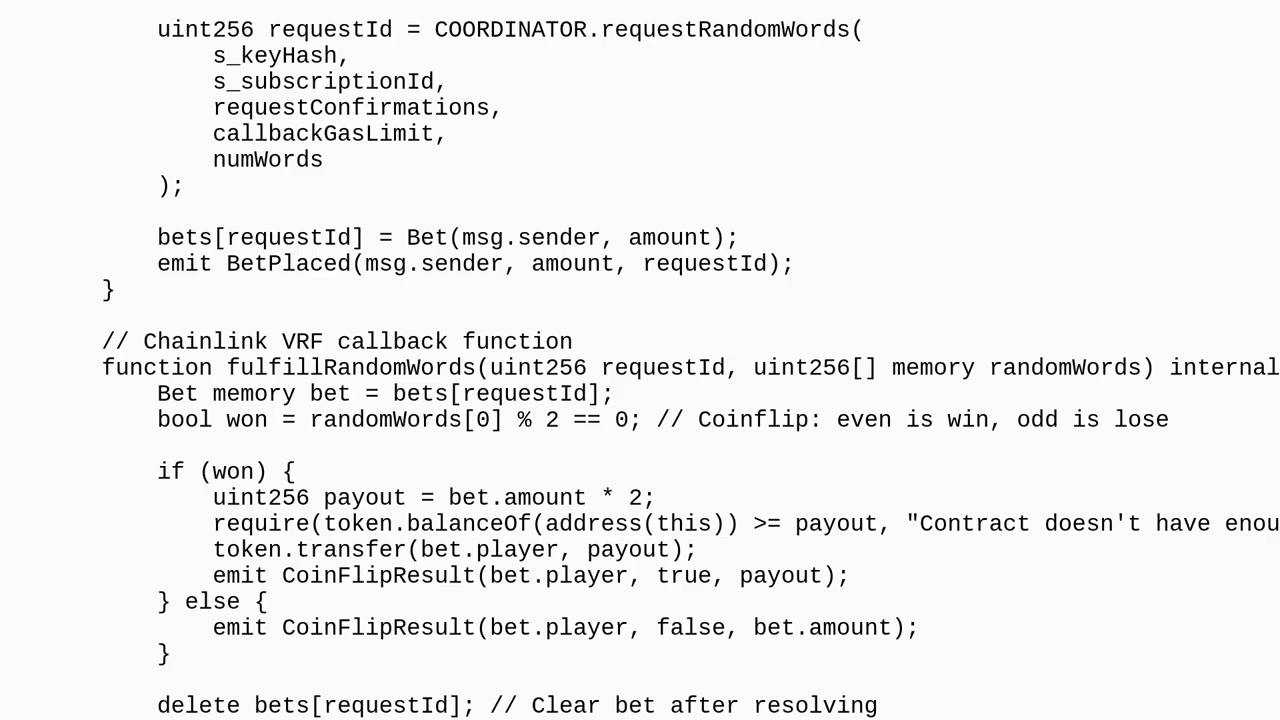 uint256 requestId = COORDINATOR.requestRandomWords(
s_keyHash,
s_subscriptionId,
requestConfirmations,
callbackGasLimit,
numWords
);
bets[requestId] = Bet(msg.sender, amount);
emit BetPlaced(msg.sender, amount, requestId);
}
// Chainlink VRF callback function
function fulfillRandomWords(uint256 requestId, uint256[] memory randomWords) internal
Bet memory bet = bets[requestId];
bool won = randomWords[0] % 2 == 0; // Coinflip: even is win, odd is lose
if (won) {
uint256 payout = bet.amount * 2;
require(token.balanceOf(address(this)) >= payout, "Contract doesn't have enou
token.transfer(bet.player, payout);
emit CoinFlipResult(bet.player, true, payout);
} else {
emit CoinFlipResult(bet.player, false, bet.amount);
}
delete bets[requestId]; // Clear bet after resolving